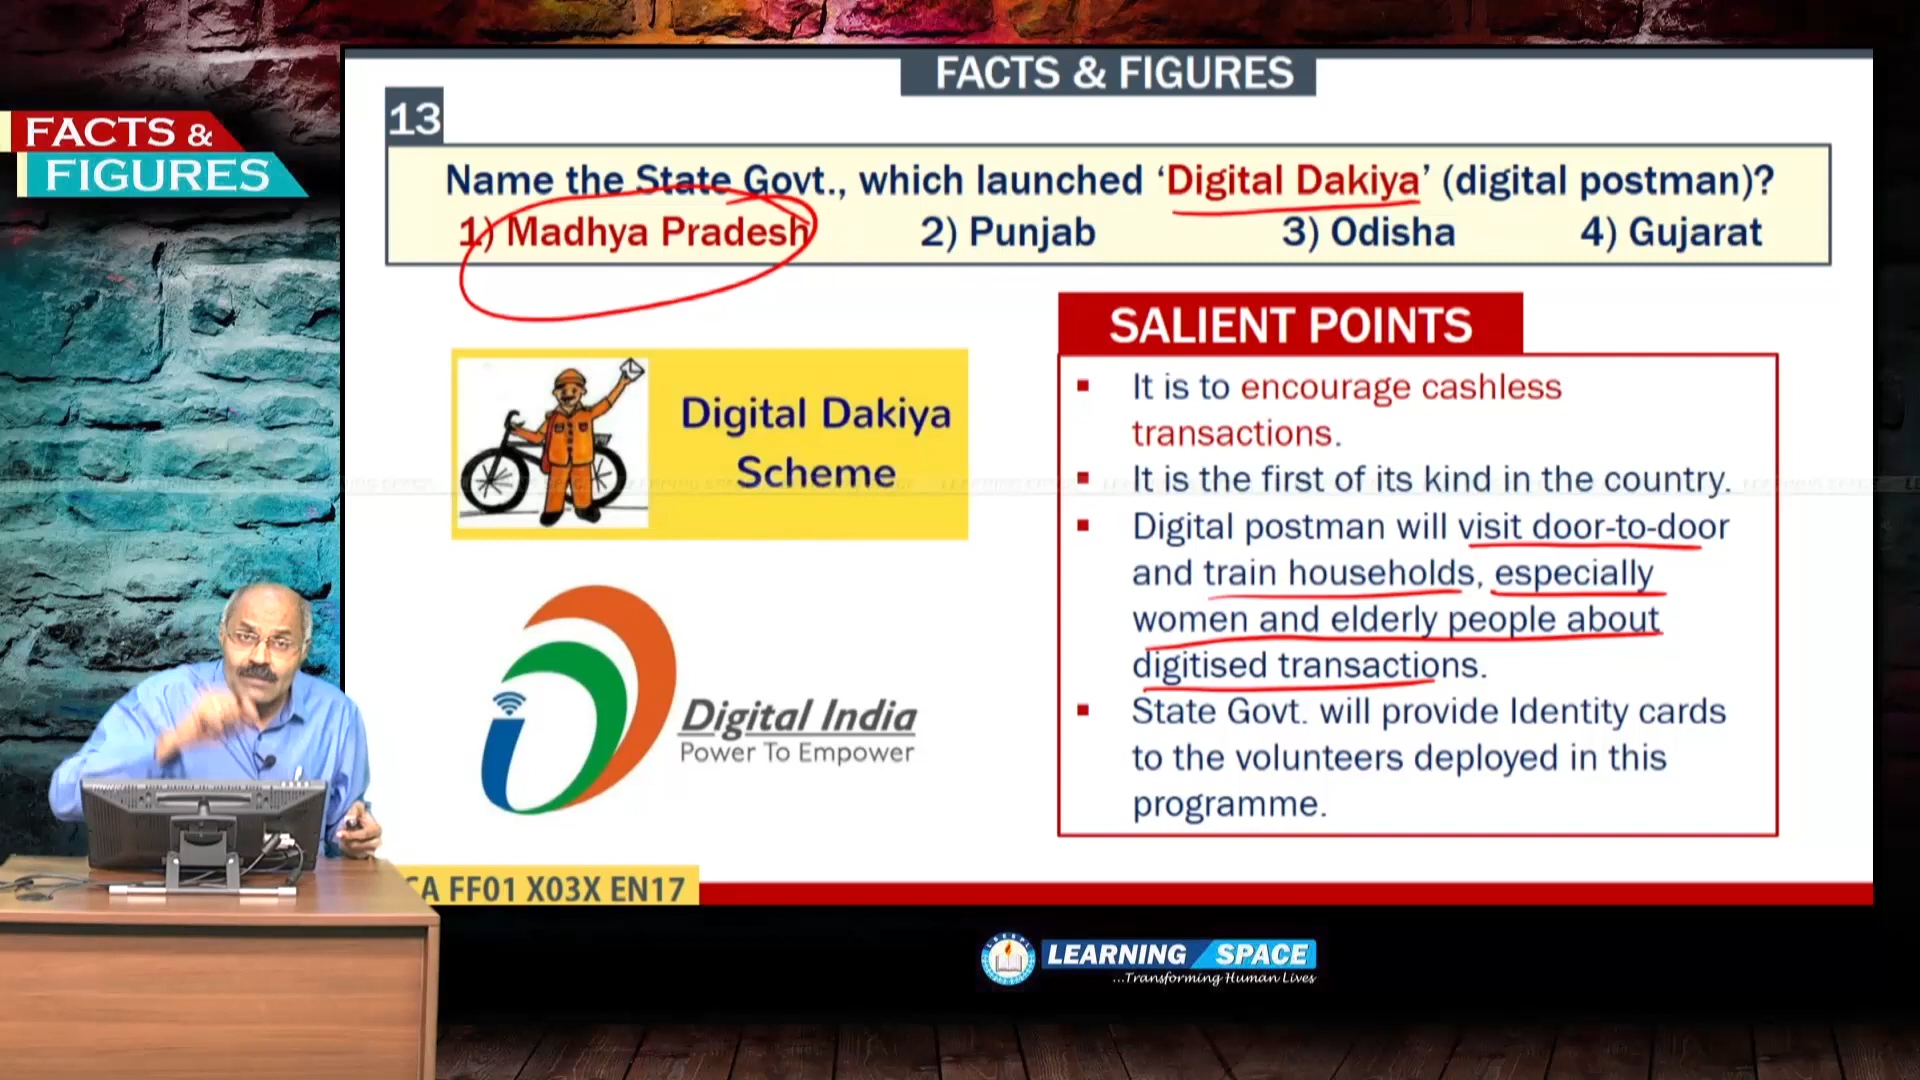 FACTS & FIGURES
FACTS &
FIGURES
13
Name the State Govt., which launched ‘Digital Dakiya’ (digital postman)?
1) Madhya Pradesh 2) Punjab 3) Odisha 4) Gujarat
Digital Dakiya
Scheme
Digital India
Power To Empower
SALIENT POINTS
▪ It is to encourage cashless
transactions.
▪ It is the first of its kind in the country.
▪ Digital postman will visit door-to-door
and train households, especially
women and elderly people about
digitised transactions.
▪ State Govt. will provide Identity cards
to the volunteers deployed in this
programme.
CA FF01 X03X EN17
LEARNING SPACE
...Transforming Human Lives